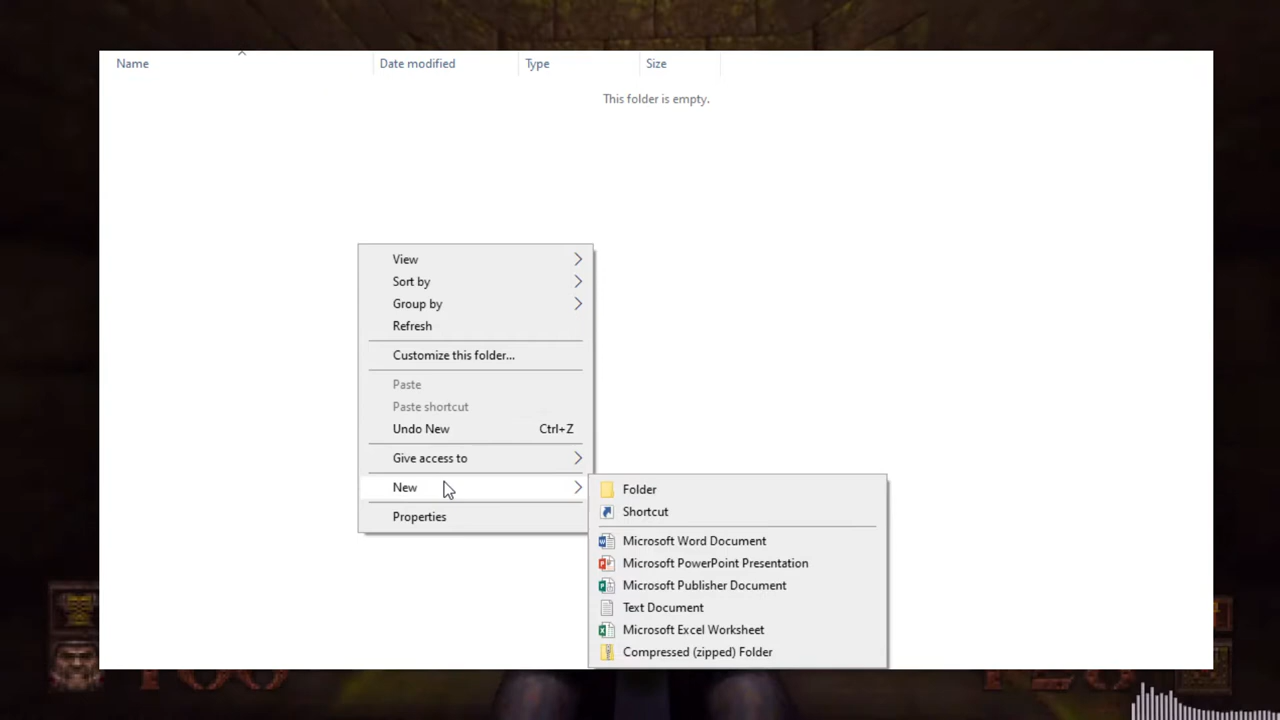 Name Date modified Type Size
This folder is empty.
View
Sort by
Group by
Refresh
Customize this folder...
Paste
Paste shortcut
Undo New Ctrl+Z
Give access to
New
Properties
Folder
Shortcut
Microsoft Word Document
Microsoft PowerPoint Presentation
Microsoft Publisher Document
Text Document
Microsoft Excel Worksheet
Compressed (zipped) Folder